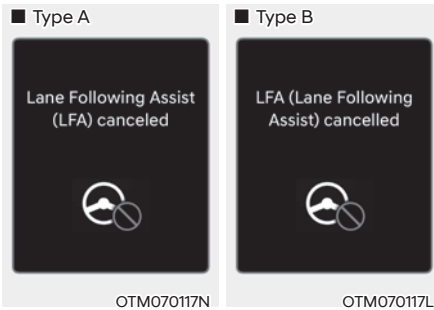 ■ Type A
Lane Following Assist
(LFA) canceled
OTM070117N
■ Type B
LFA (Lane Following
Assist) cancelled
OTM070117L